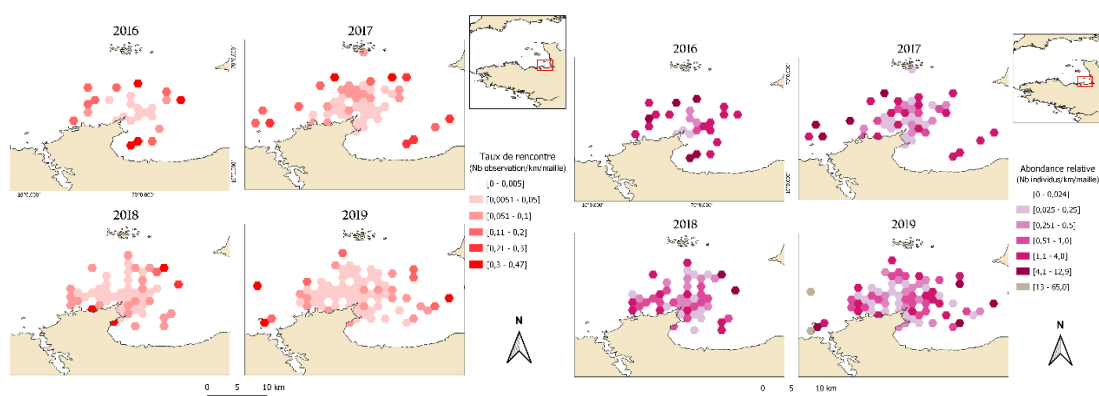 2016
2017
2018
2019
Taux de rencontre
(Nb observation/km/maille)
[0 - 0,005]
[0,0051 - 0,05]
[0,051 - 0,1]
[0,11 - 0,2]
[0,21 - 0,3]
[0,3 - 0,47]
N
0 5 10 km
2016
2017
2018
2019
Abondance relative
(Nb individus/km/maille)
[0 - 0,024]
[0,025 - 0,25]
[0,251 - 0,5]
[0,51 - 1,0]
[1,1 - 4,0]
[4,1 - 12,9]
[13 - 65,0]
N
0 5 10 km